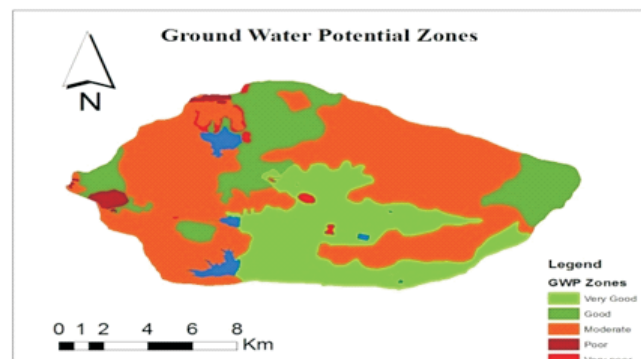 Ground Water Potential Zones
N
Legend
GWP Zones
Very Good
Good
Moderate
Poor
0 1 2 4 6 8
Km